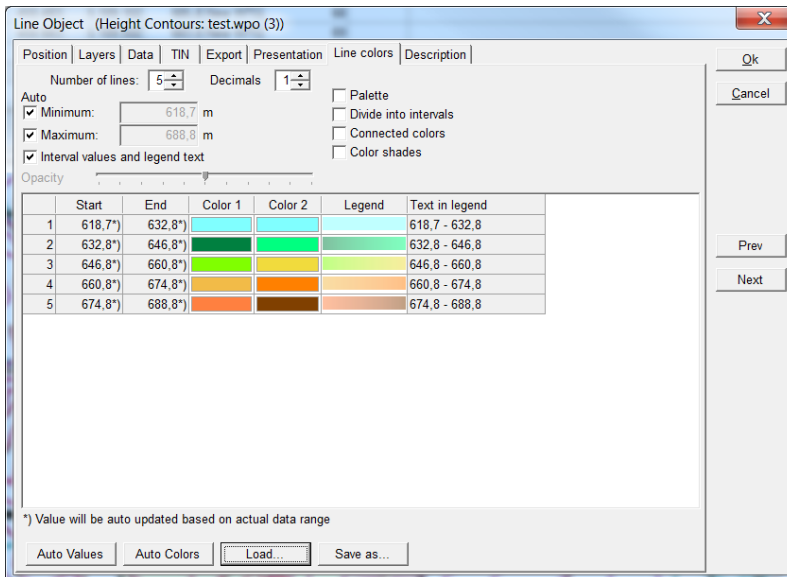 Line Object (Height Contours: test.wpo (3))
Position Layers Data TIN Export Presentation Line colors Description
Ok
Cancel
Prev
Next
Number of lines: 5 Decimals 1
Auto
Minimum: 618,7 m
Maximum: 688,8 m
Interval values and legend text
Palette
Divide into intervals
Connected colors
Color shades
Opacity
Start End Color 1 Color 2 Legend Text in legend
1 618,7*) 632,8*) 618,7 - 632,8
2 632,8*) 646,8*) 632,8 - 646,8
3 646,8*) 660,8*) 646,8 - 660,8
4 660,8*) 674,8*) 660,8 - 674,8
5 674,8*) 688,8*) 674,8 - 688,8
*) Value will be auto updated based on actual data range
Auto Values Auto Colors Load... Save as...